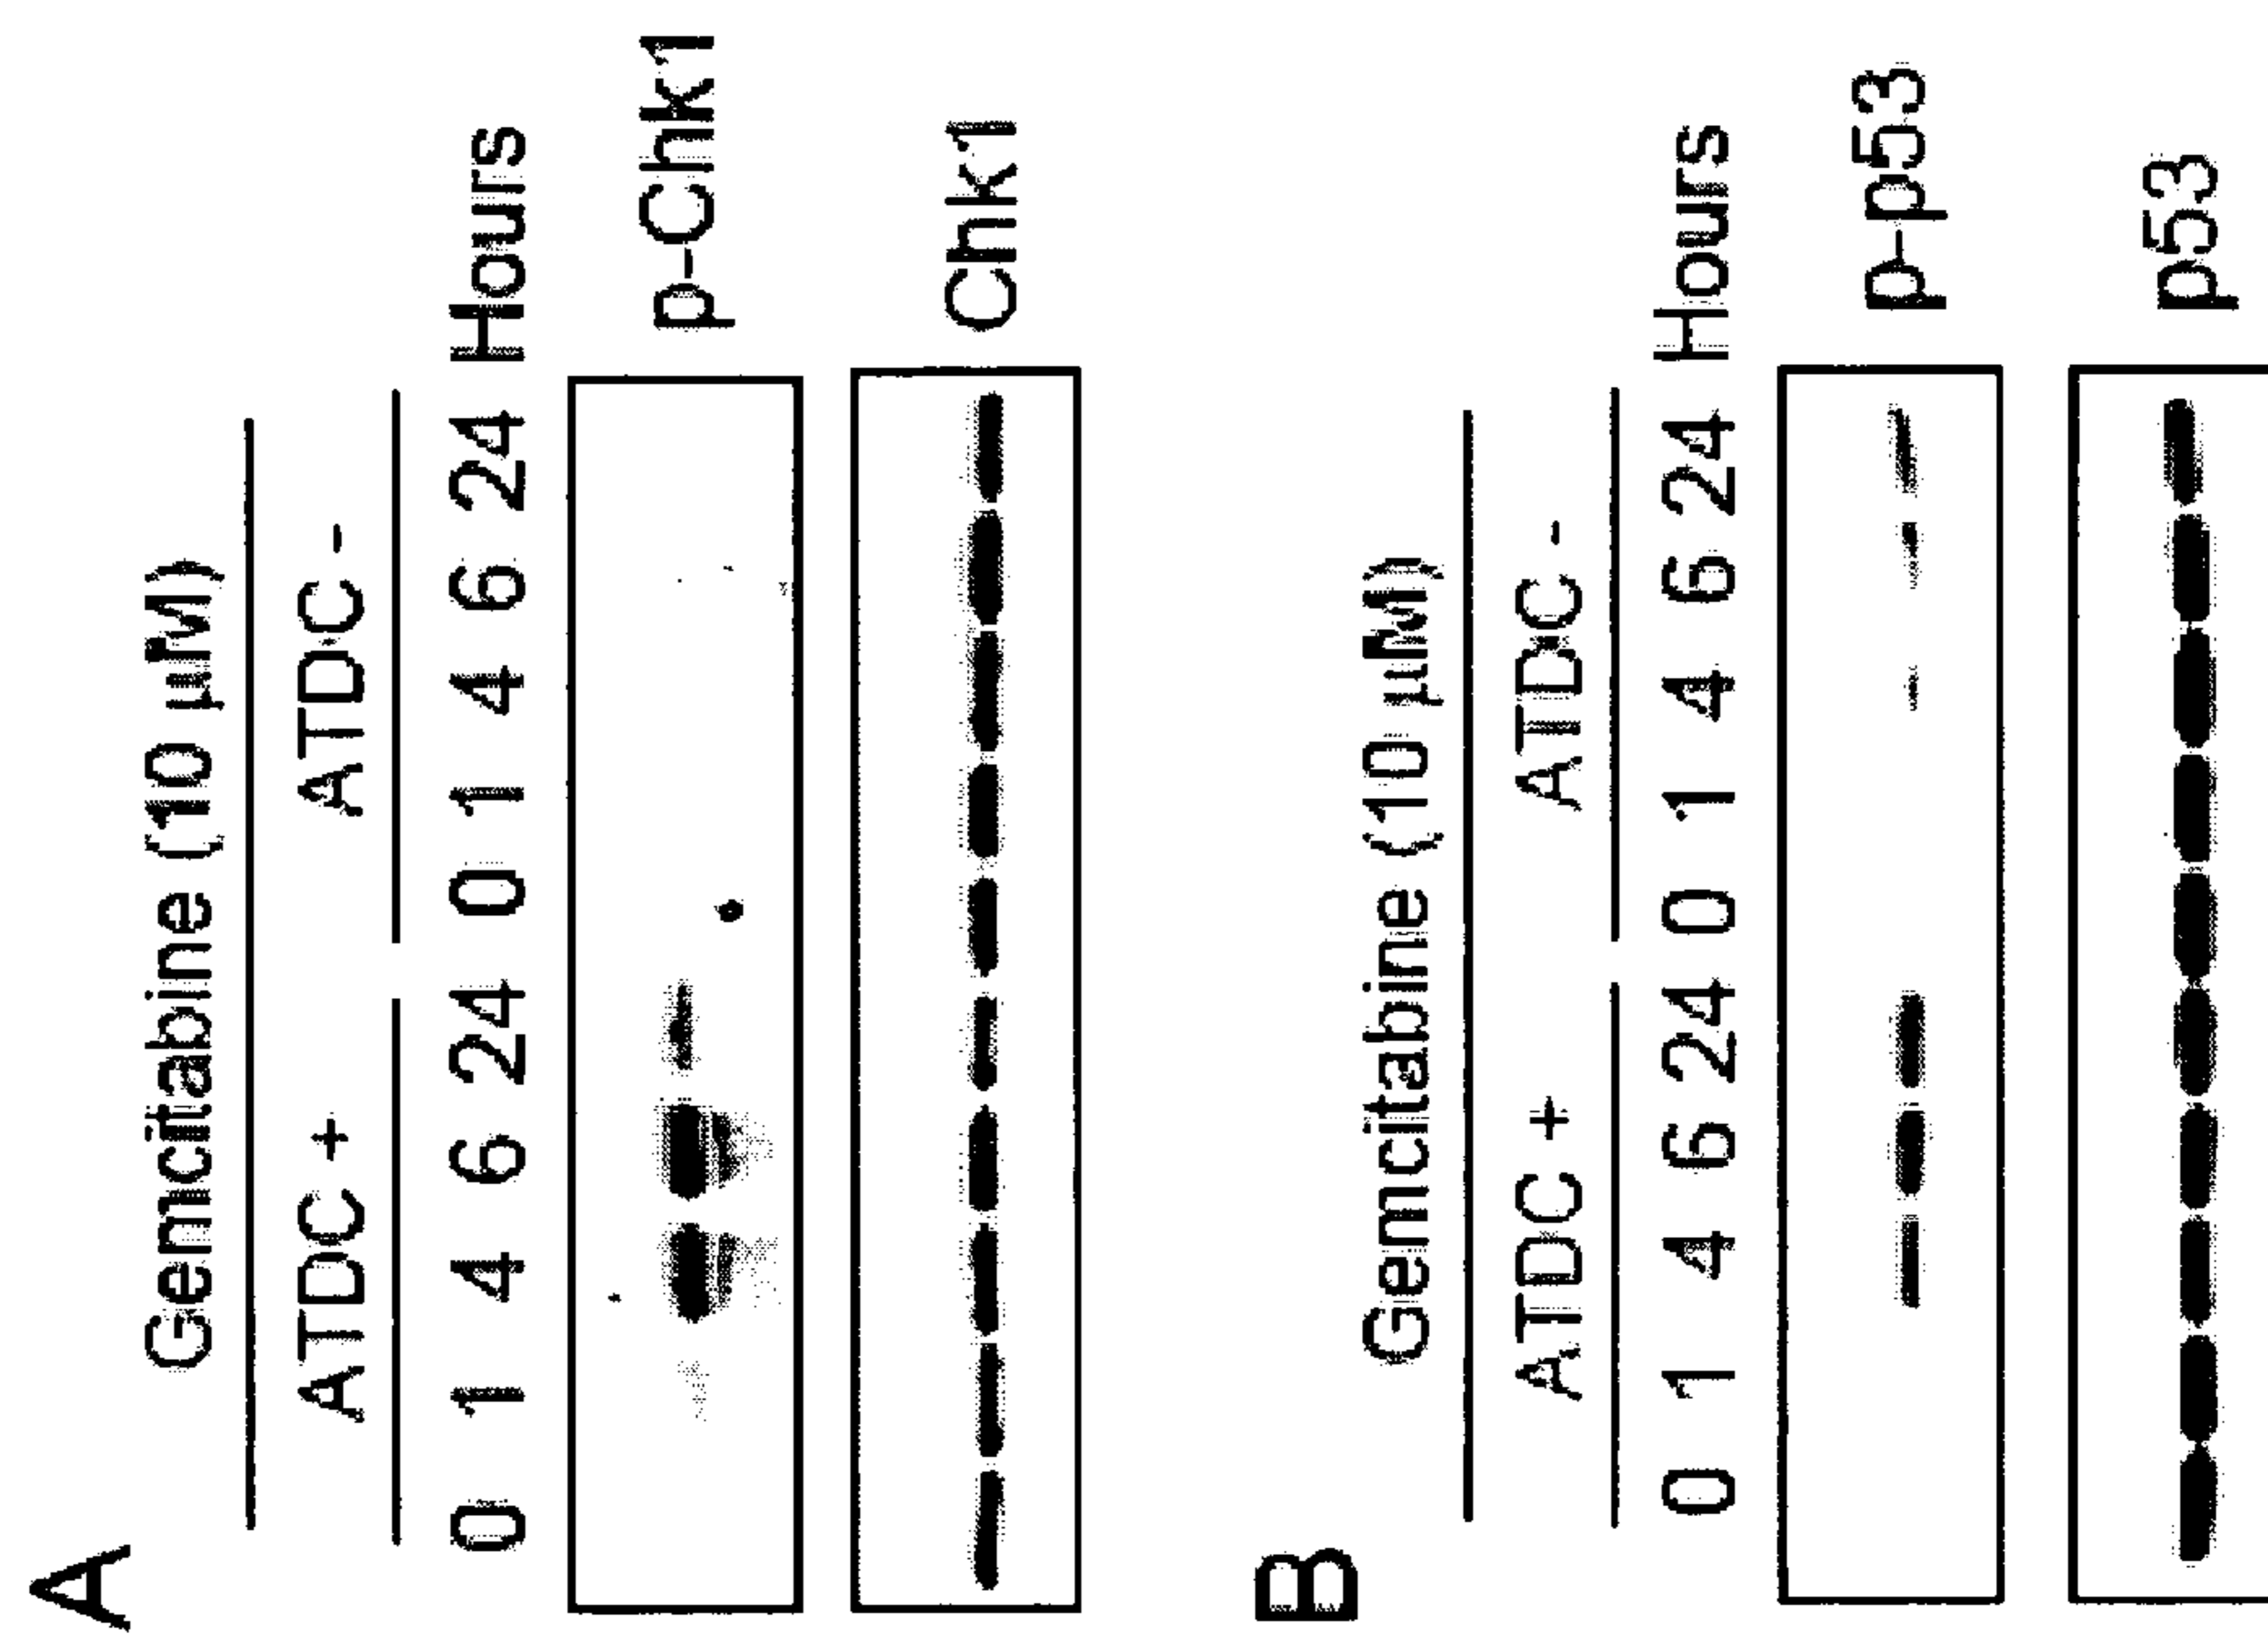 A
Gemcitabine (10 µM)
ATDC + ATDC -
0 1 4 6 24 0 1 4 6 24 Hours
p-Chk1
Chk1
B
Gemcitabine (10 µM)
ATDC + ATDC -
0 1 4 6 24 0 1 4 6 24 Hours
p-p53
p53